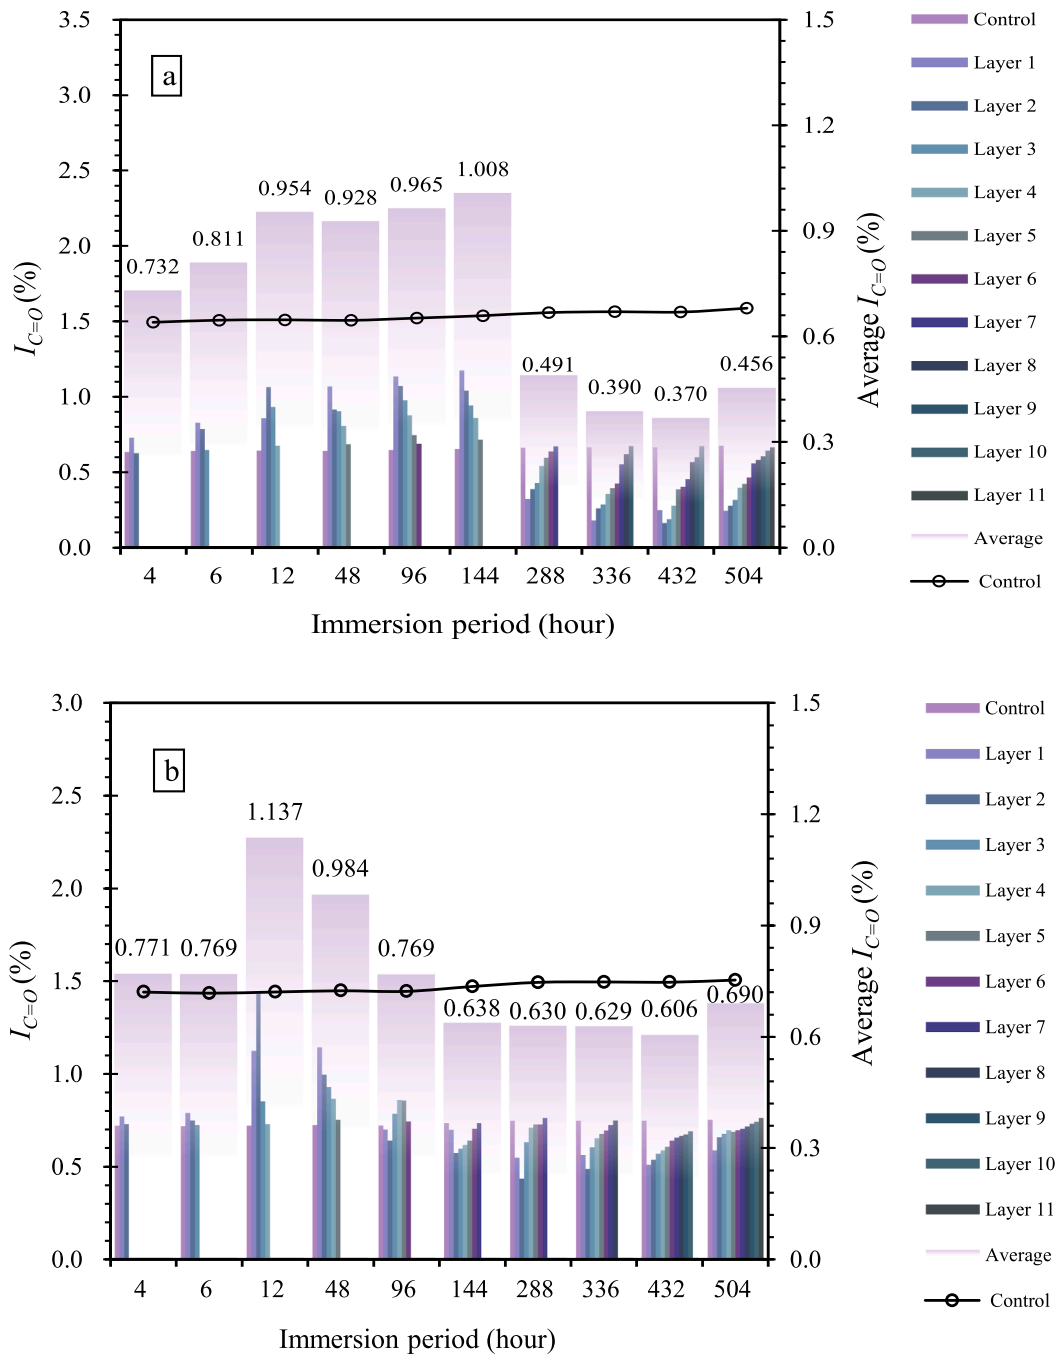 a
I_{C=O} (%)
3.5
3.0
2.5
2.0
1.5
1.0
0.5
0.0
0.732
0.811
0.954
0.928
0.965
1.008
0.491
0.390
0.370
0.456
4 6 12 48 96 144 288 336 432 504
Immersion period (hour)
1.5
1.2
0.9
0.6
0.3
0.0
Average I_{C=O} (%)
Control
Layer 1
Layer 2
Layer 3
Layer 4
Layer 5
Layer 6
Layer 7
Layer 8
Layer 9
Layer 10
Layer 11
Average
Control
b
I_{C=O} (%)
3.0
2.5
2.0
1.5
1.0
0.5
0.0
0.771
0.769
1.137
0.984
0.769
0.638
0.630
0.629
0.606
0.690
4 6 12 48 96 144 288 336 432 504
Immersion period (hour)
1.5
1.2
0.9
0.6
0.3
0.0
Average I_{C=O} (%)
Control
Layer 1
Layer 2
Layer 3
Layer 4
Layer 5
Layer 6
Layer 7
Layer 8
Layer 9
Layer 10
Layer 11
Average
Control